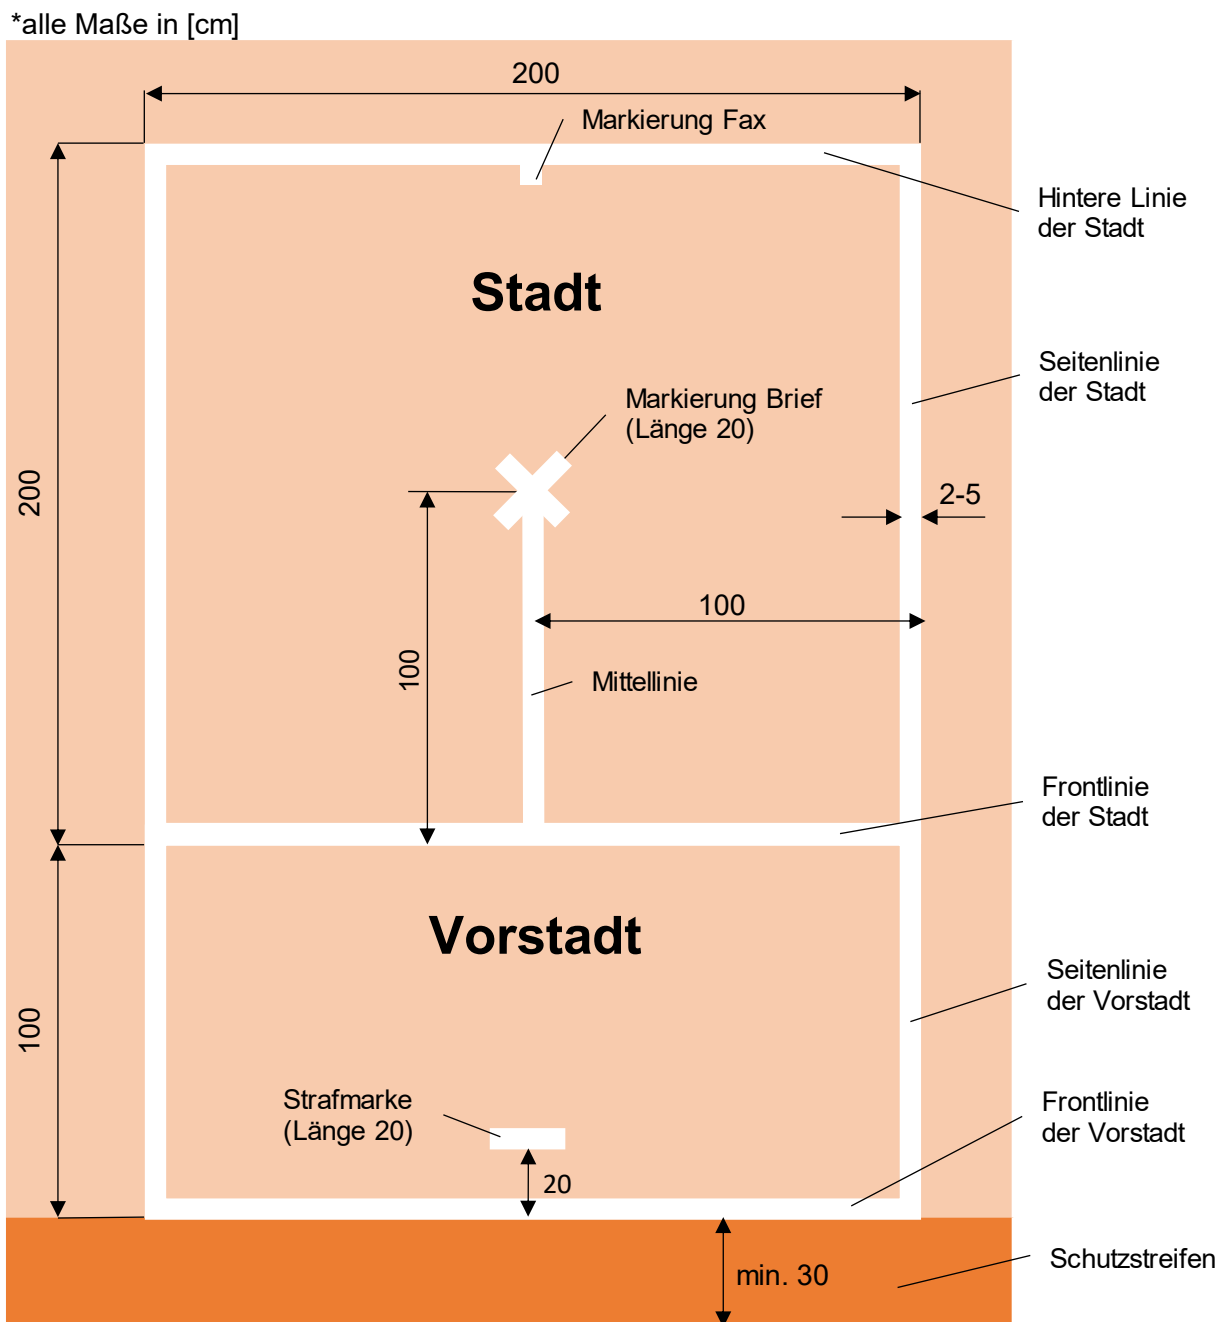 *alle Maße in [cm]
200
Markierung Fax
Hintere Linie
der Stadt
Stadt
Seitenlinie
der Stadt
Markierung Brief
(Länge 20)
200
2-5
100
100
Mittellinie
Frontlinie
der Stadt
Vorstadt
Seitenlinie
der Vorstadt
100
Strafmarke
(Länge 20)
Frontlinie
der Vorstadt
20
min. 30
Schutzstreifen